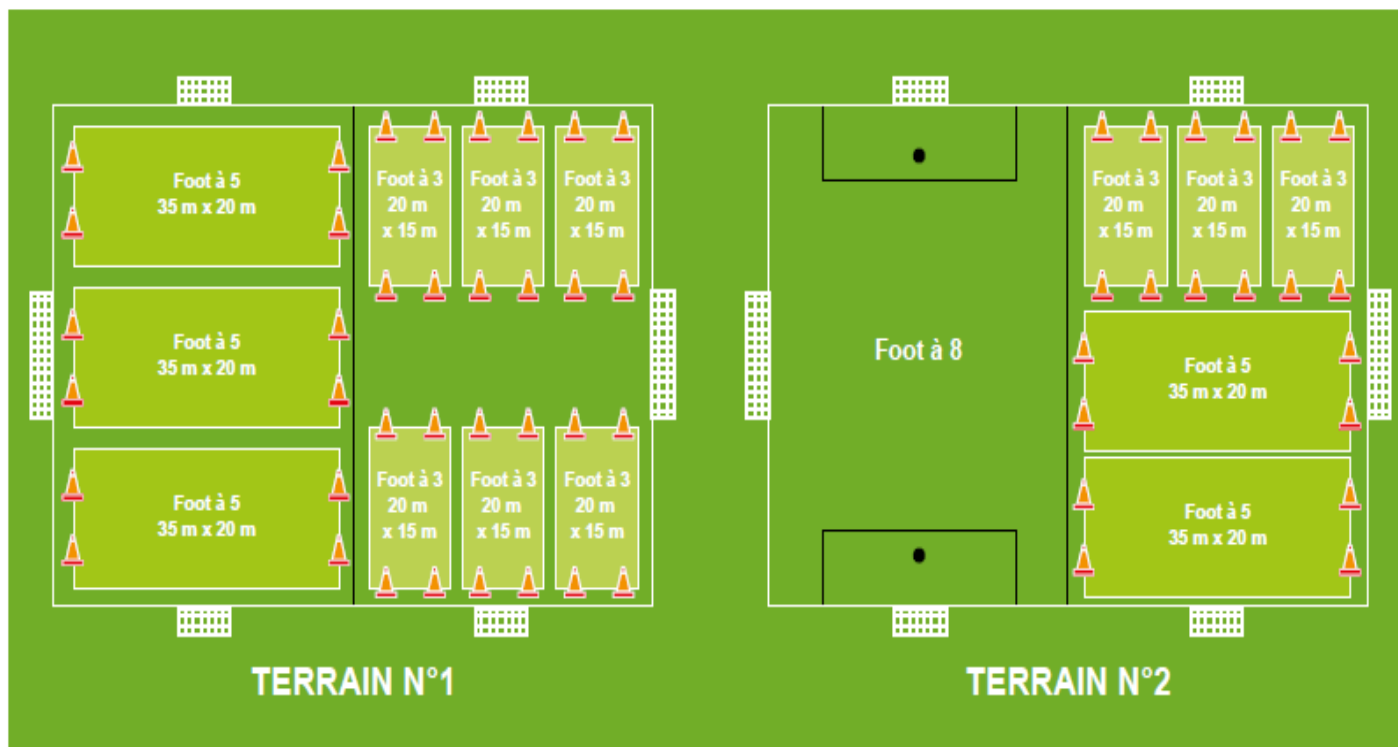 Foot à 5
35 m x 20 m
Foot à 5
35 m x 20 m
Foot à 5
35 m x 20 m
Foot à 3
20 m
x 15 m
Foot à 3
20 m
x 15 m
Foot à 3
20 m
x 15 m
Foot à 3
20 m
x 15 m
Foot à 3
20 m
x 15 m
Foot à 3
20 m
x 15 m
TERRAIN N°1
Foot à 8
Foot à 3
20 m
x 15 m
Foot à 3
20 m
x 15 m
Foot à 3
20 m
x 15 m
Foot à 5
35 m x 20 m
Foot à 5
35 m x 20 m
TERRAIN N°2